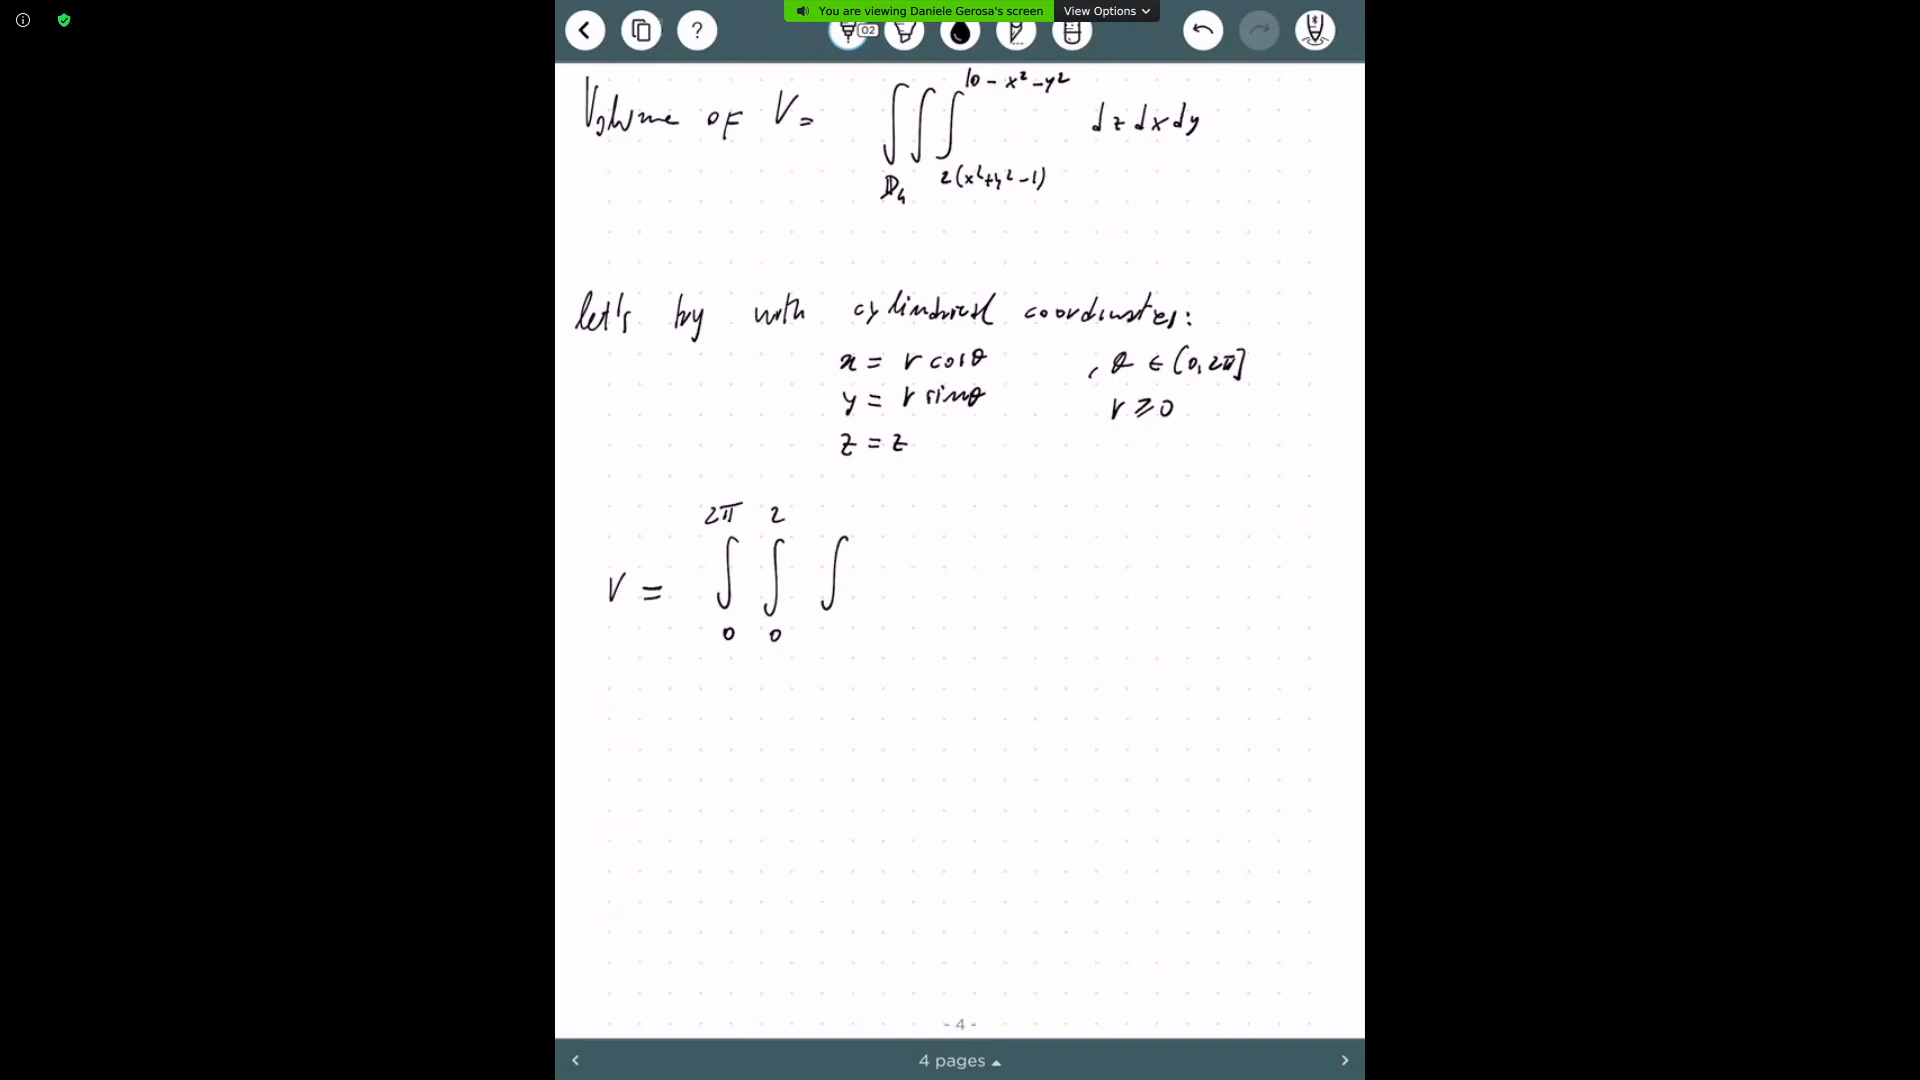 You are viewing Daniele Gerosa's screen View Options
02
Volume of V =
∫∫∫
10 - x² - y²
dz dx dy
D₄ 2(x²+y²-1)
let's try with cylindrical coordinates:
x = r cosθ , θ ∈ (0, 2π]
y = r sinθ r ⩾ 0
z = z
2π 2
V = ∫ ∫ ∫
0 0
- 4 -
4 pages